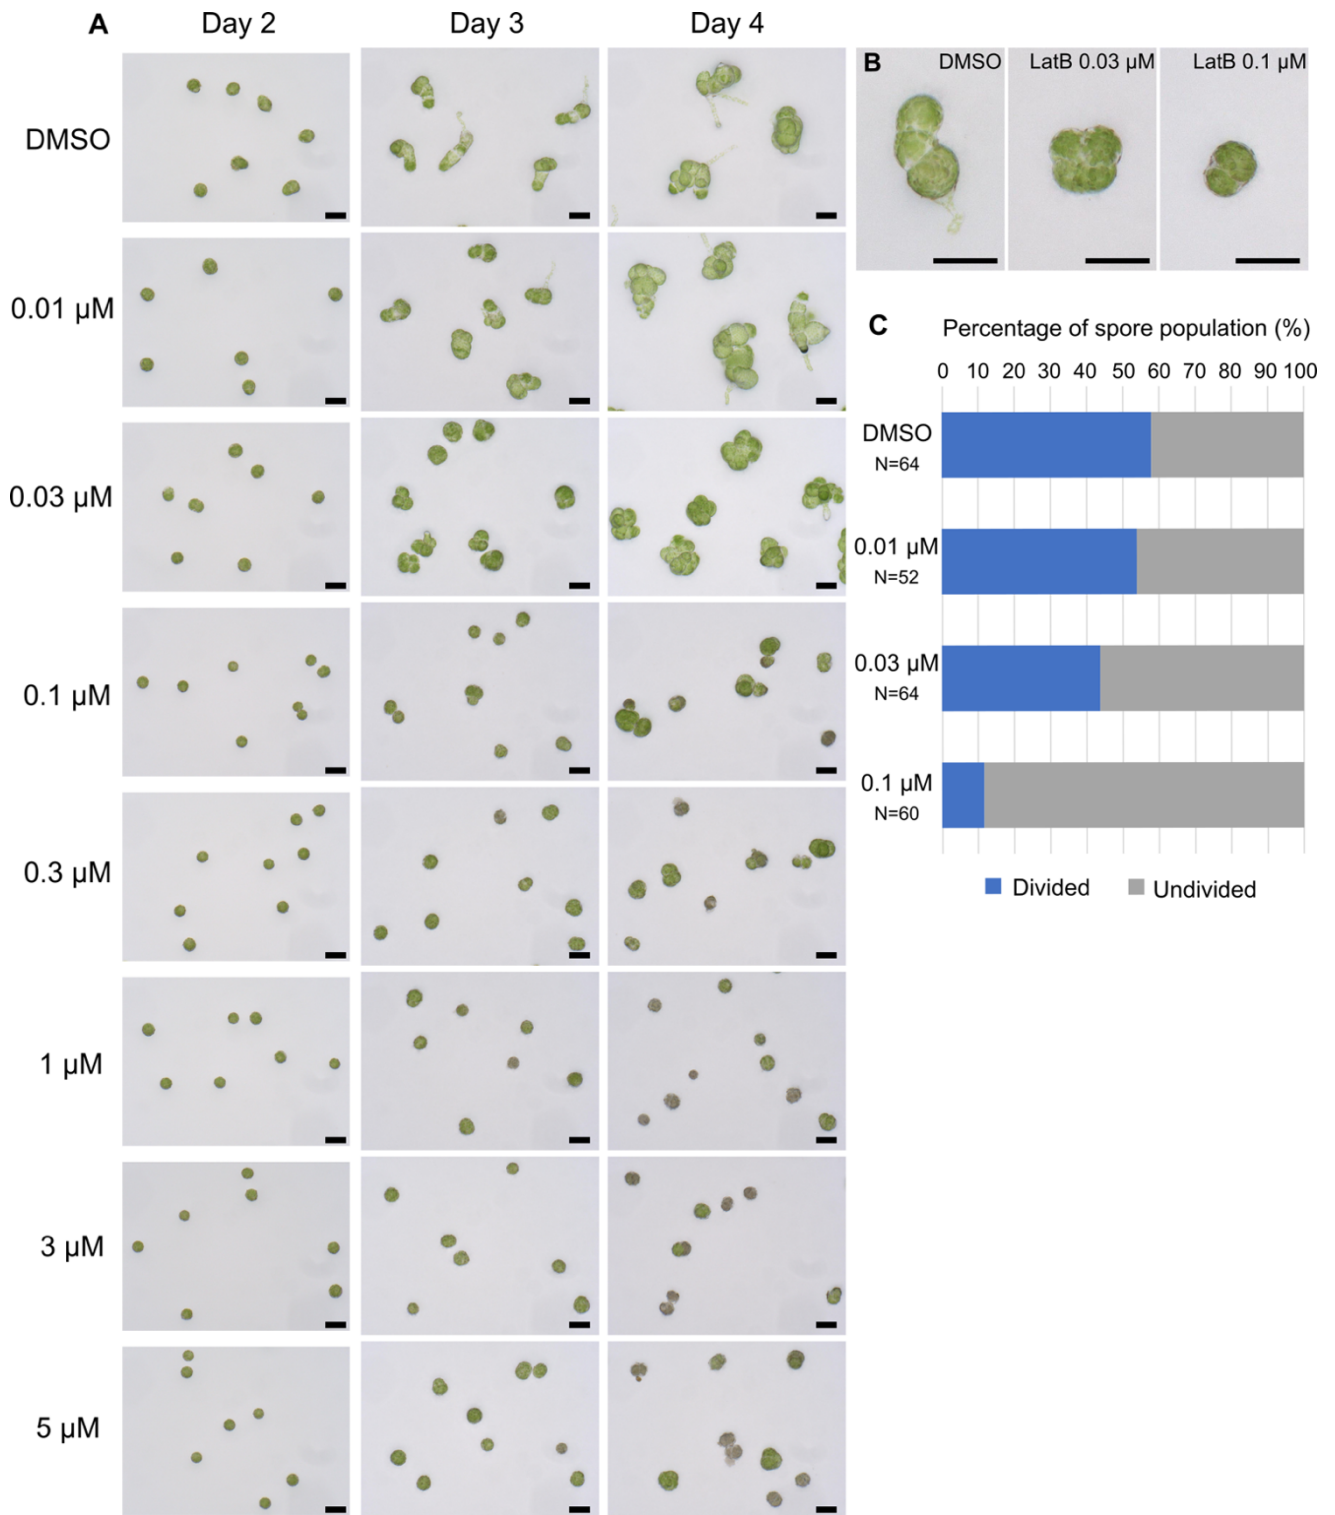 A
Day 2
Day 3
Day 4
DMSO
0.01 µM
0.03 µM
0.1 µM
0.3 µM
1 µM
3 µM
5 µM
B
DMSO
LatB 0.03 µM
LatB 0.1 µM
C
Percentage of spore population (%)
0 10 20 30 40 50 60 70 80 90 100
DMSO
N=64
0.01 µM
N=52
0.03 µM
N=64
0.1 µM
N=60
Divided
Undivided